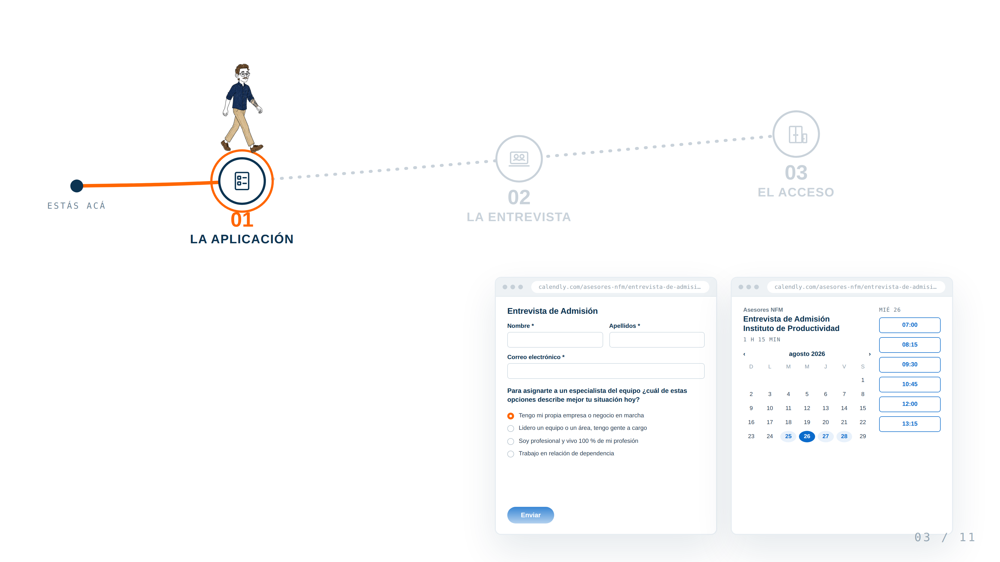 ESTÁS ACÁ
01
LA APLICACIÓN
02
LA ENTREVISTA
03
EL ACCESO
calendly.com/asesores-nfm/entrevista-de-admisi…
Entrevista de Admisión
Nombre * Apellidos *
Correo electrónico *
Para asignarte a un especialista del equipo ¿cuál de estas
opciones describe mejor tu situación hoy?
Tengo mi propia empresa o negocio en marcha
Lidero un equipo o un área, tengo gente a cargo
Soy profesional y vivo 100 % de mi profesión
Trabajo en relación de dependencia
Enviar
calendly.com/asesores-nfm/entrevista-de-admisi…
Asesores NFM
Entrevista de Admisión
Instituto de Productividad
1 H 15 MIN
‹ agosto 2026 ›
D L M M J V S
1
2 3 4 5 6 7 8
9 10 11 12 13 14 15
16 17 18 19 20 21 22
23 24 25 26 27 28 29
MIÉ 26
07:00
08:15
09:30
10:45
12:00
13:15
03 / 11